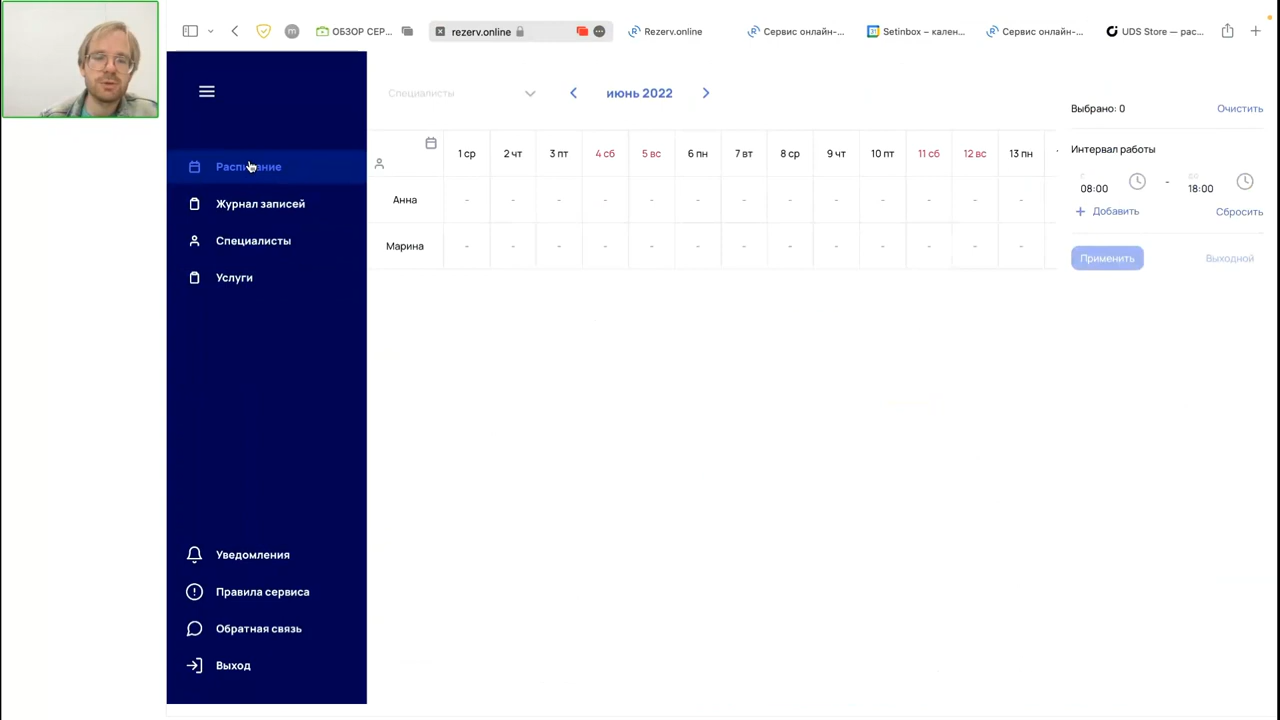 ОБЗОР СЕР...
rezerv.online
Rezerv.online
Сервис онлайн-...
Setinbox – кален...
Сервис онлайн-...
UDS Store — рас...
Специалисты
июнь 2022
Выбрано: 0
Очистить
1 ср 2 чт 3 пт 4 сб 5 вс 6 пн 7 вт 8 ср 9 чт 10 пт 11 сб 12 вс 13 пн
Интервал работы
Анна - - - - - - - - - - - - -
08:00 - 18:00
Добавить
Сбросить
Марина - - - - - - - - - - - - -
Применить
Выходной
Расписание
Журнал записей
Специалисты
Услуги
Уведомления
Правила сервиса
Обратная связь
Выход